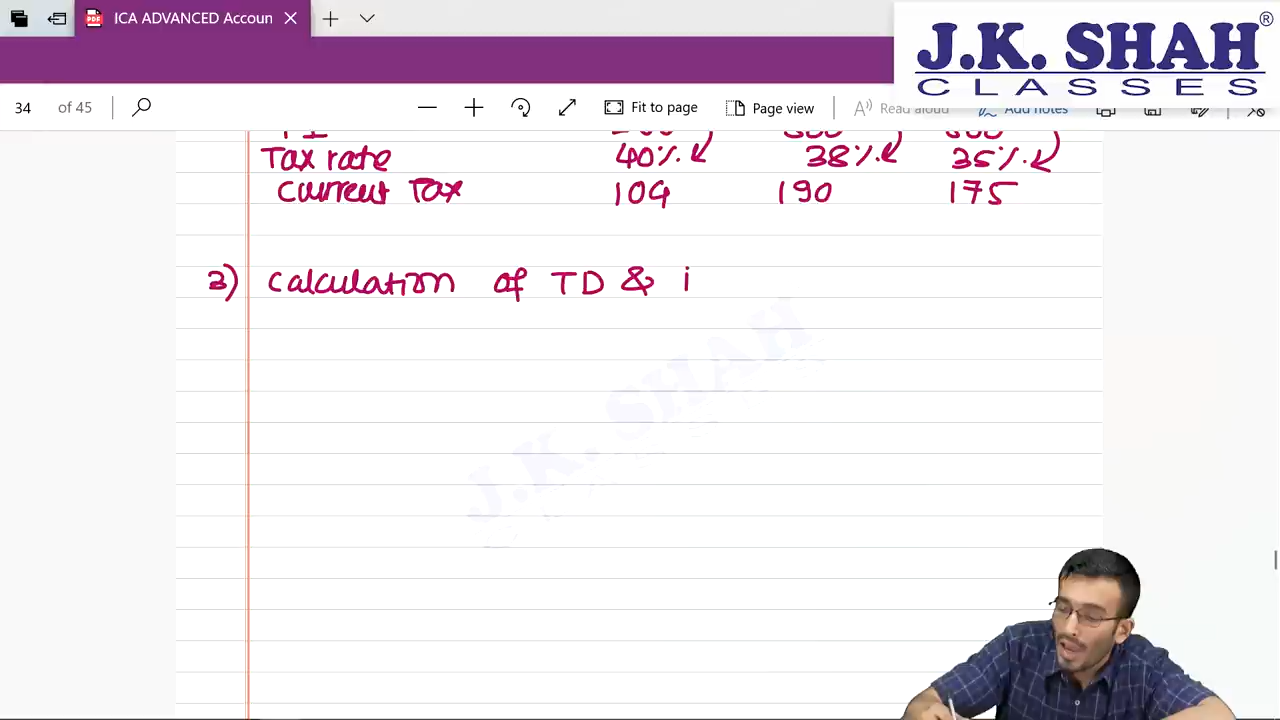 ICA ADVANCED Accoun
J.K. SHAH®
CLASSES
34 of 45
Fit to page
Page view
Read aloud
Add notes
Tax rate 40% 38% 35%
Current Tax 104 190 175
2) Calculation of TD & i
J.K. SHAH